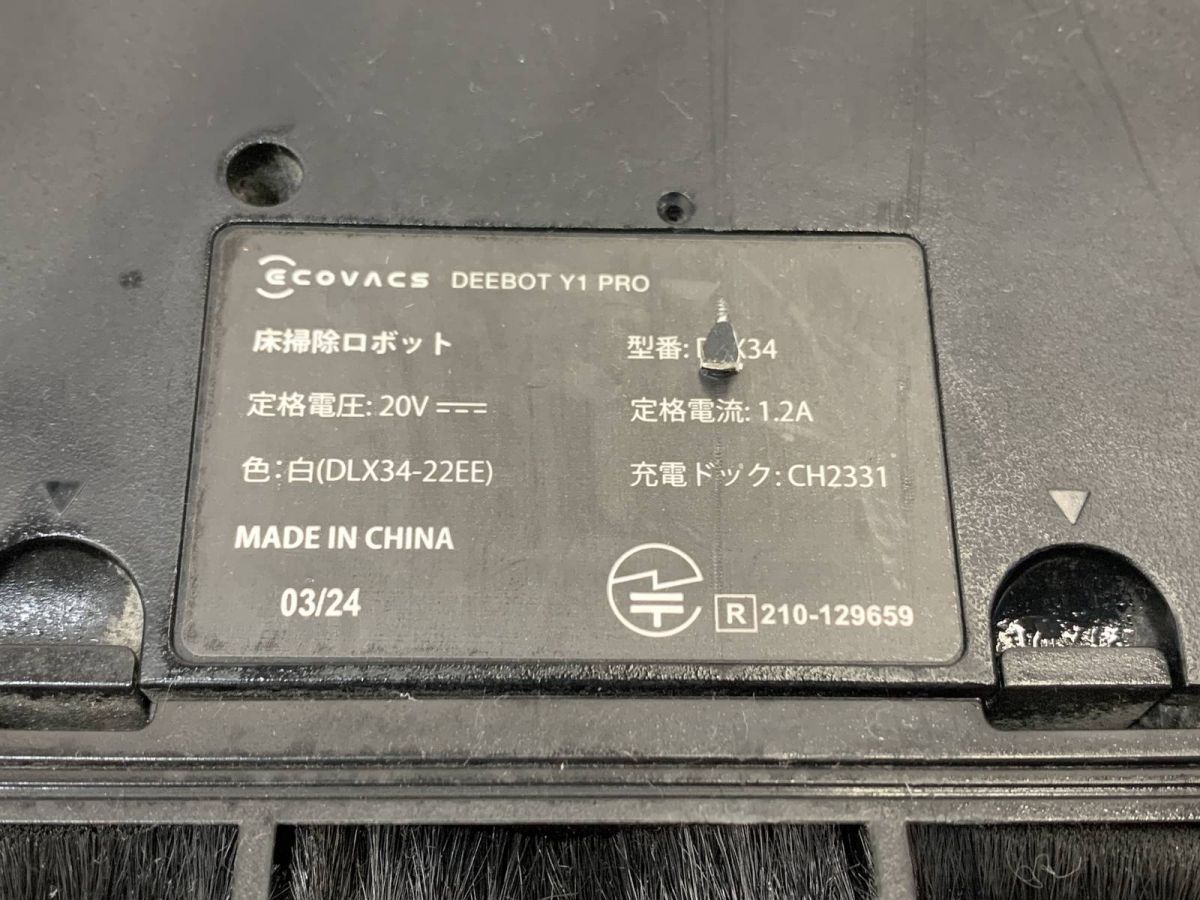 ECOVACS DEEBOT Y1 PRO
床掃除ロボット
型番: D X34
定格電圧: 20V
定格電流: 1.2A
色:白(DLX34-22EE)
充電ドック: CH2331
MADE IN CHINA
03/24
R 210-129659